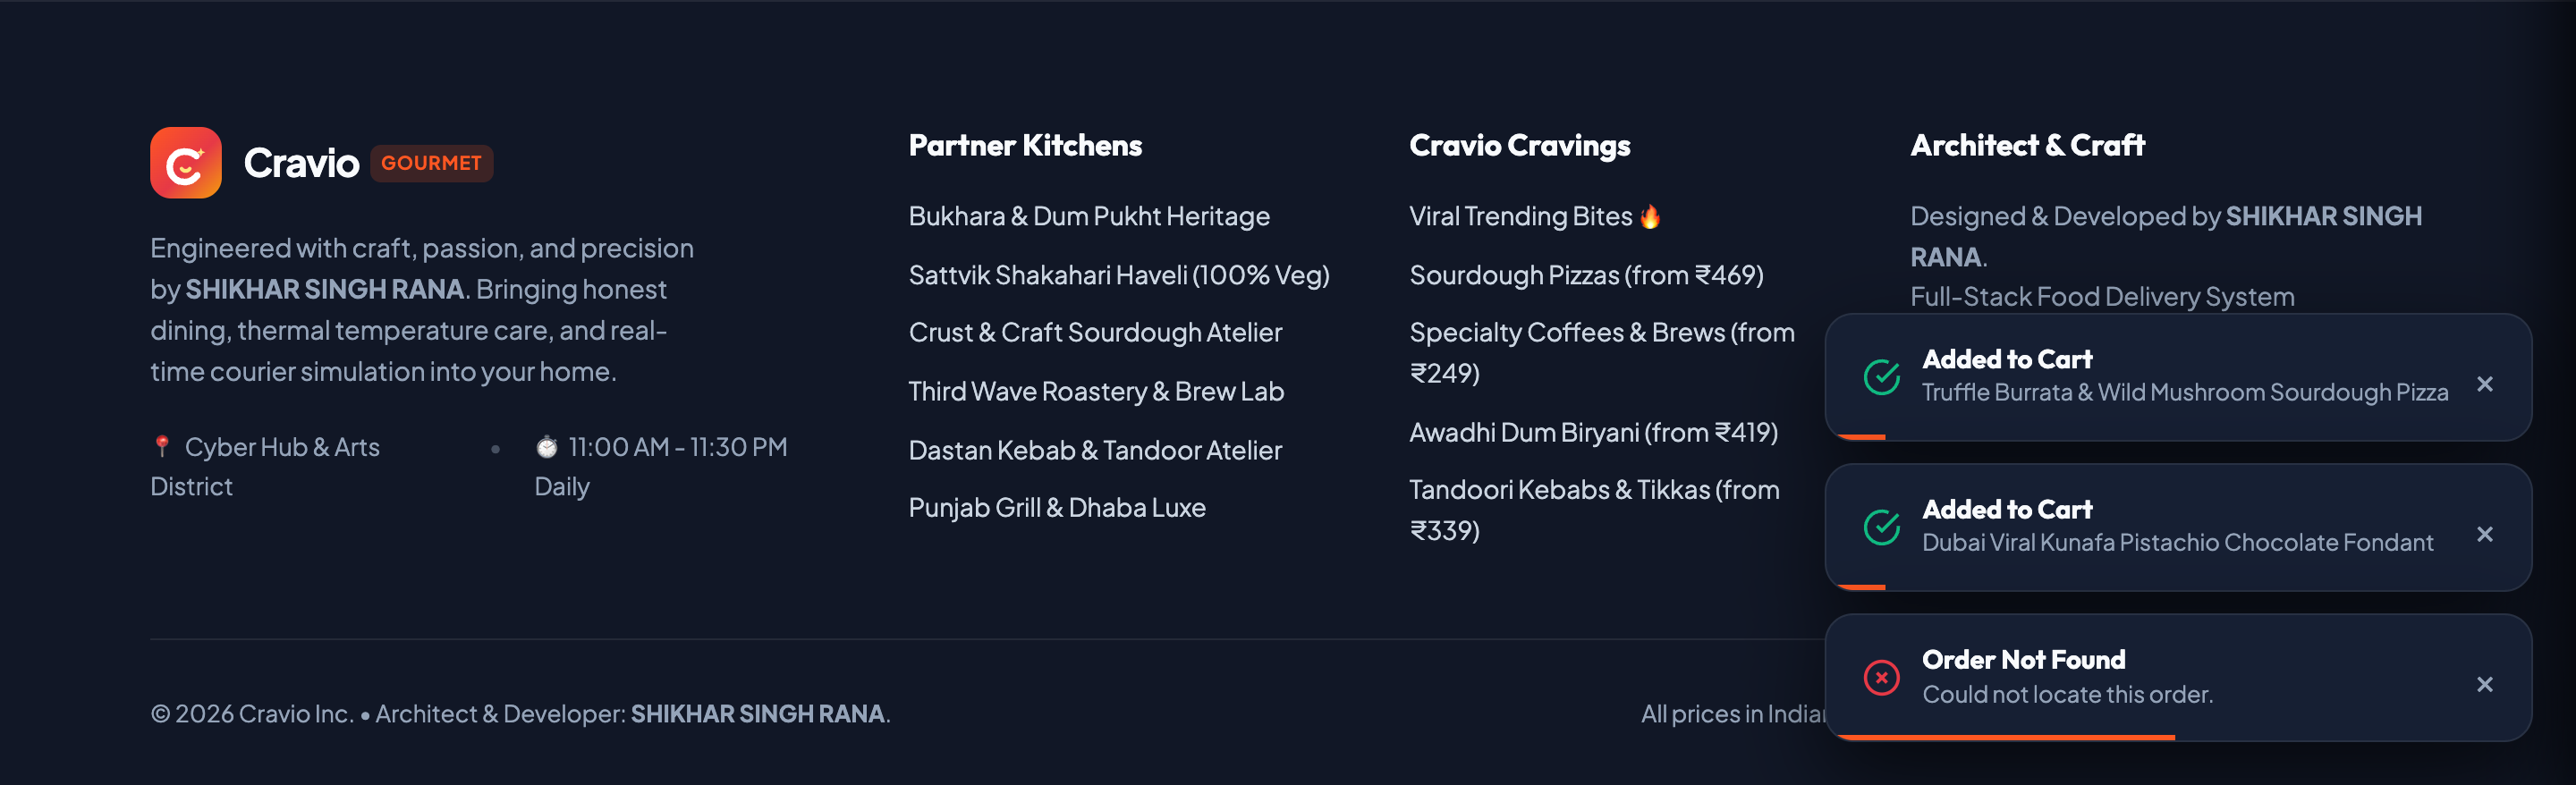 Cravio GOURMET
Engineered with craft, passion, and precision
by SHIKHAR SINGH RANA. Bringing honest
dining, thermal temperature care, and real-
time courier simulation into your home.
📍 Cyber Hub & Arts
District
•
⏱️ 11:00 AM - 11:30 PM
Daily
Partner Kitchens
Bukhara & Dum Pukht Heritage
Sattvik Shakahari Haveli (100% Veg)
Crust & Craft Sourdough Atelier
Third Wave Roastery & Brew Lab
Dastan Kebab & Tandoor Atelier
Punjab Grill & Dhaba Luxe
Cravio Cravings
Viral Trending Bites 🔥
Sourdough Pizzas (from ₹469)
Specialty Coffees & Brews (from
₹249)
Awadhi Dum Biryani (from ₹419)
Tandoori Kebabs & Tikkas (from
₹339)
Architect & Craft
Designed & Developed by SHIKHAR SINGH
RANA.
Full-Stack Food Delivery System
Added to Cart
Truffle Burrata & Wild Mushroom Sourdough Pizza
Added to Cart
Dubai Viral Kunafa Pistachio Chocolate Fondant
Order Not Found
Could not locate this order.
© 2026 Cravio Inc. • Architect & Developer: SHIKHAR SINGH RANA.
All prices in